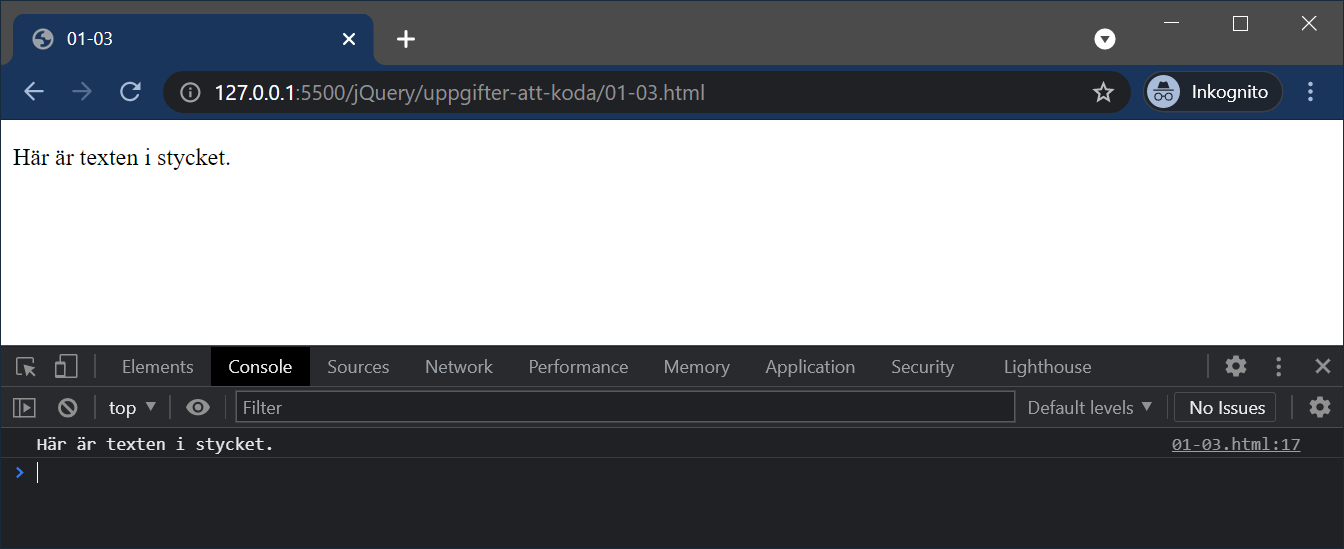 01-03
127.0.0.1:5500/jQuery/uppgifter-att-koda/01-03.html Inkognito
Här är texten i stycket.
Elements Console Sources Network Performance Memory Application Security Lighthouse
top Filter Default levels No Issues
Här är texten i stycket. 01-03.html:17